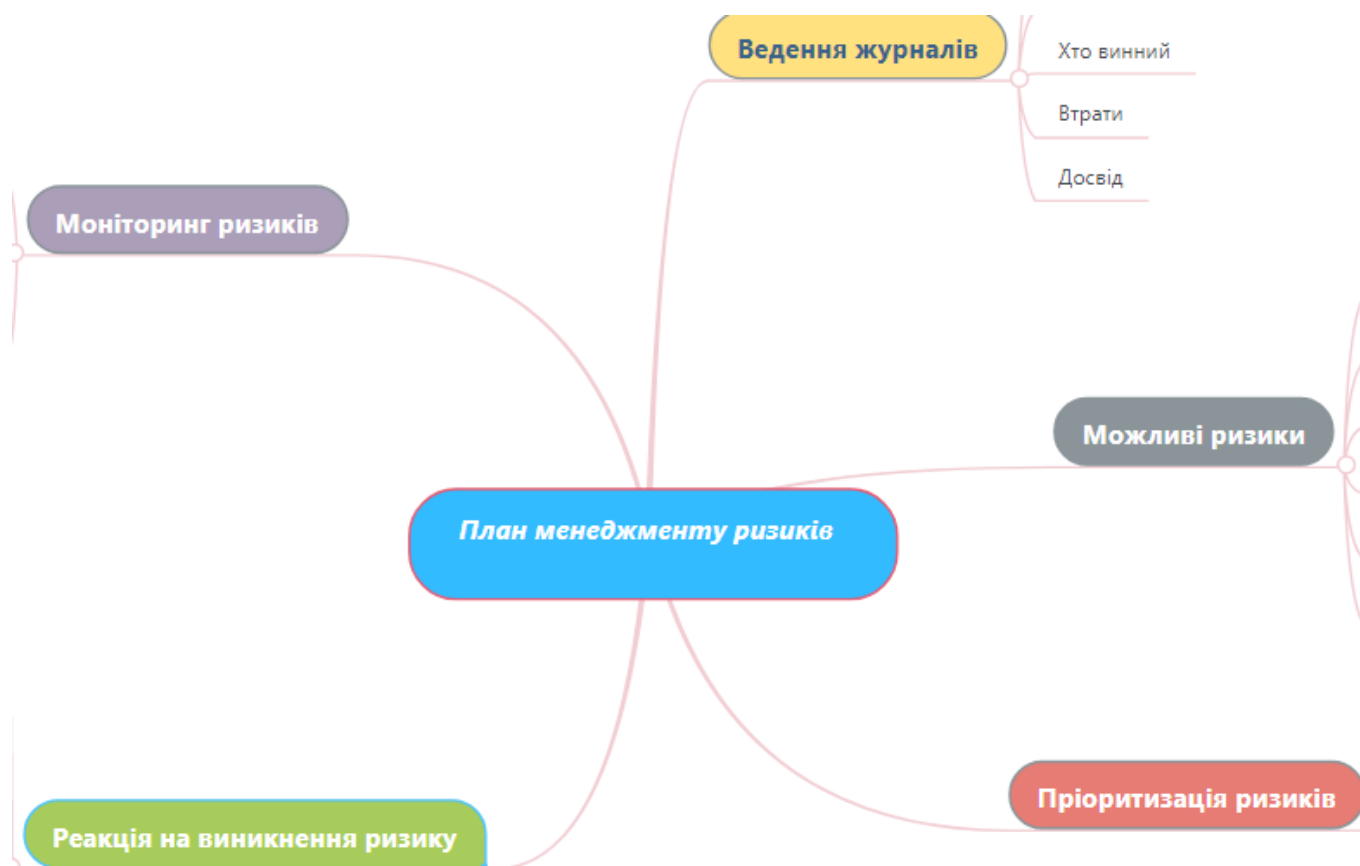 Ведення журналів
Хто винний
Втрати
Досвід
Моніторинг ризиків
Можливі ризики
План менеджменту ризиків
Пріоритизація ризиків
Реакція на виникнення ризику